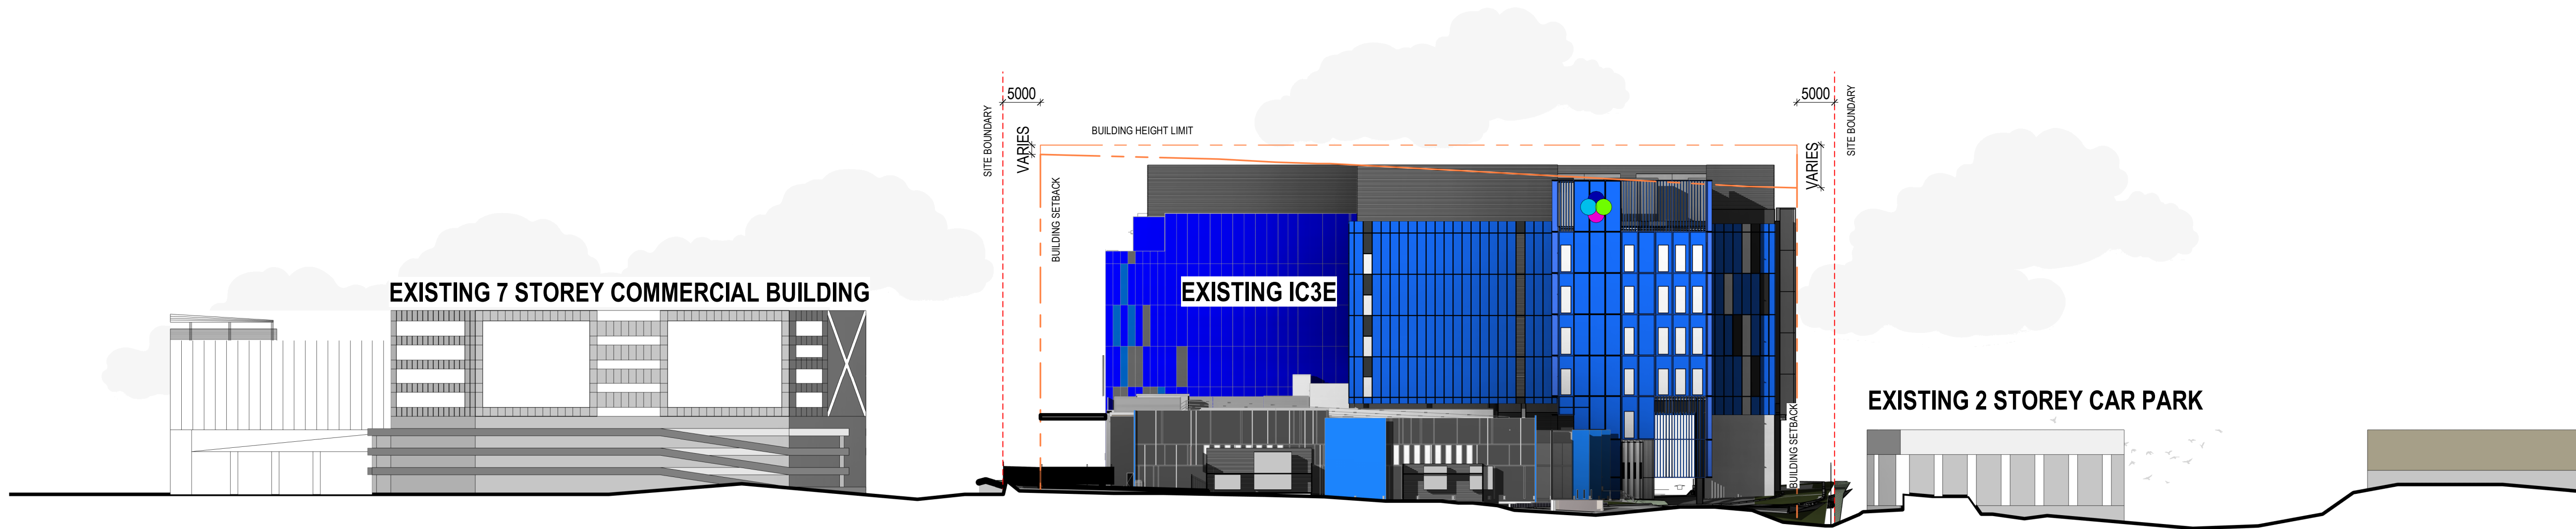 EXISTING 7 STOREY COMMERCIAL BUILDING
SITE BOUNDARY
5000
VARIES
BUILDING SETBACK
BUILDING HEIGHT LIMIT
EXISTING IC3E
5000
VARIES
SITE BOUNDARY
BUILDING SETBACK
EXISTING 2 STOREY CAR PARK